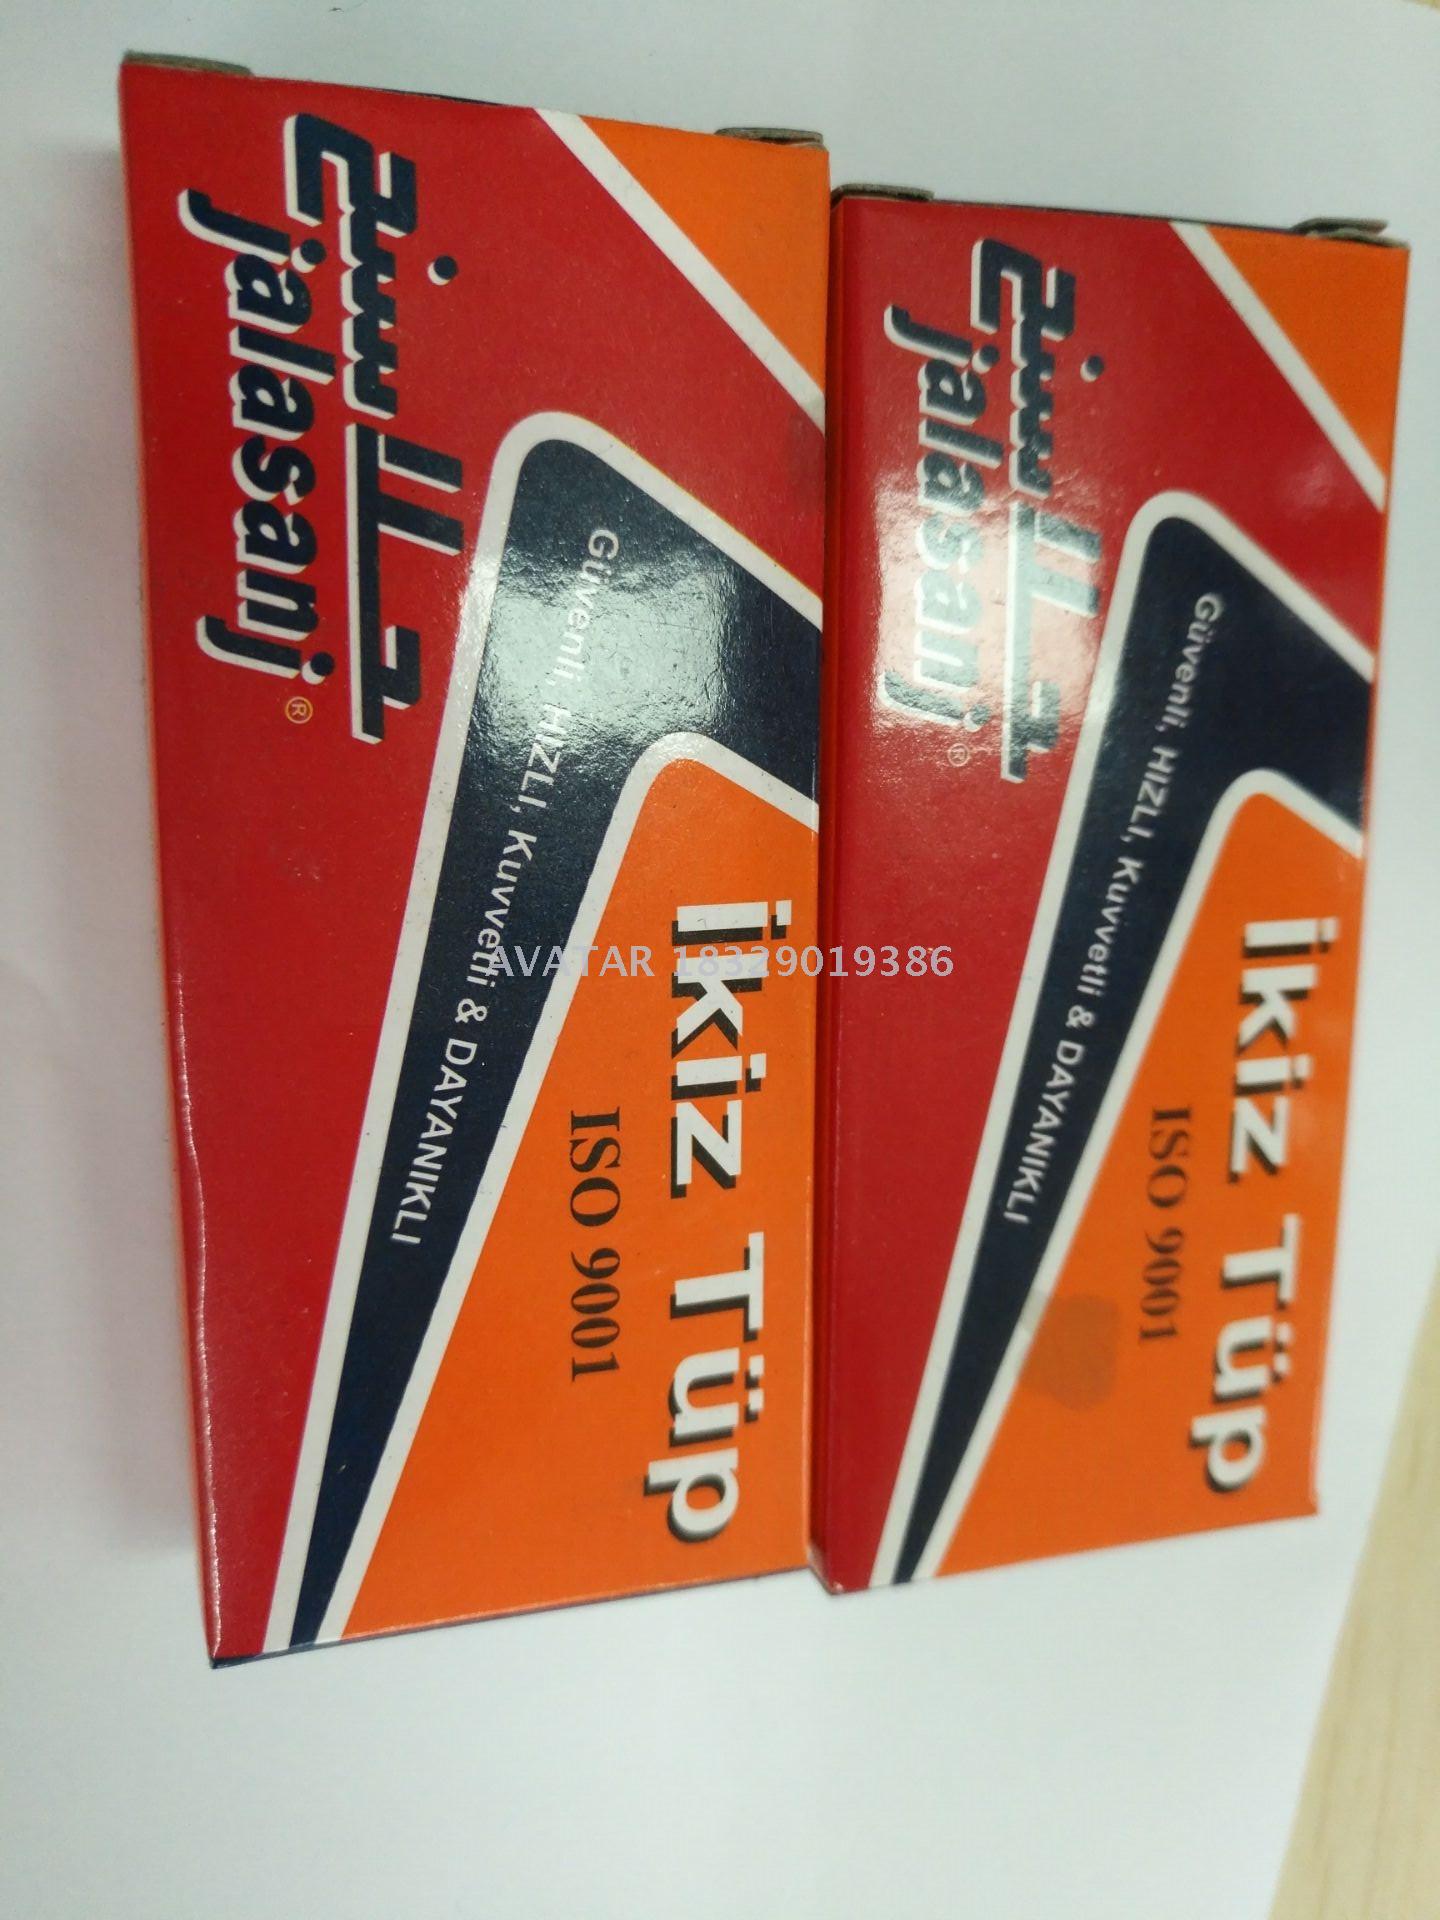 جلاسنج
jalasanj®
Güvenli, HIZLI, Kuvvetli & DAYANIKLI
İkiz Tüp
ISO 9001
جلاسنج
jalasanj®
Güvenli, HIZLI, Kuvvetli & DAYANIKLI
İkiz Tüp
ISO 9001
AVATAR 18329019386